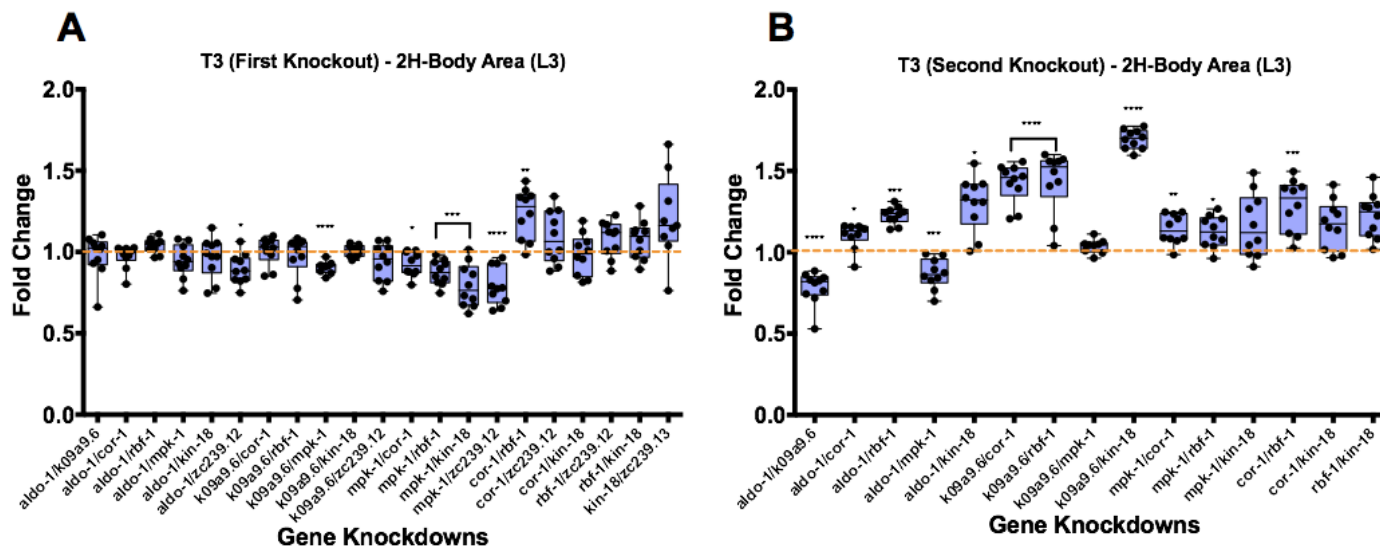 A
T3 (First Knockout) - 2H-Body Area (L3)
Fold Change
2.0
1.5
1.0
0.5
0.0
*
****
*
***
****
**
aldo-1/k09a9.6
aldo-1/cor-1
aldo-1/rbf-1
aldo-1/mpk-1
aldo-1/kin-18
aldo-1/zc239.12
k09a9.6/cor-1
k09a9.6/rbf-1
k09a9.6/mpk-1
k09a9.6/kin-18
k09a9.6/zc239.12
mpk-1/cor-1
mpk-1/rbf-1
mpk-1/kin-18
mpk-1/zc239.12
cor-1/rbf-1
cor-1/zc239.12
cor-1/kin-18
rbf-1/zc239.12
rbf-1/kin-18
kin-18/zc239.13
Gene Knockdowns
B
T3 (Second Knockout) - 2H-Body Area (L3)
Fold Change
2.0
1.5
1.0
0.5
0.0
****
*
***
***
*
****
****
**
*
***
aldo-1/k09a9.6
aldo-1/cor-1
aldo-1/rbf-1
aldo-1/mpk-1
aldo-1/kin-18
k09a9.6/cor-1
k09a9.6/rbf-1
k09a9.6/mpk-1
k09a9.6/kin-18
mpk-1/cor1
mpk-1/rbf-1
mpk-1/kin-18
cor-1/rbf-1
cor-1/kin-18
rbf-1/kin-18
Gene Knockdowns